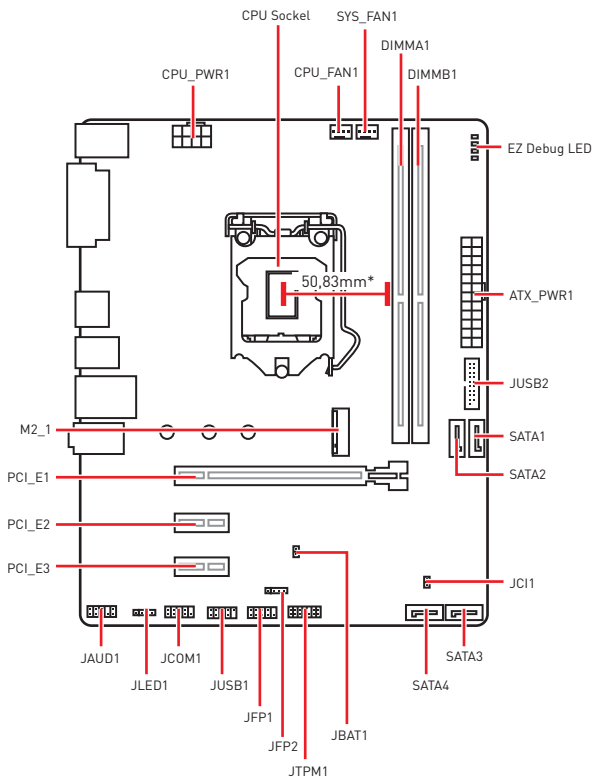 CPU Sockel
SYS_FAN1
DIMMA1
CPU_PWR1
CPU_FAN1
DIMMB1
EZ Debug LED
50,83mm*
ATX_PWR1
JUSB2
M2_1
SATA1
SATA2
PCI_E1
PCI_E2
PCI_E3
JCI1
JAUD1
JCOM1
SATA3
JLED1
JUSB1
SATA4
JFP1
JBAT1
JFP2
JTPM1